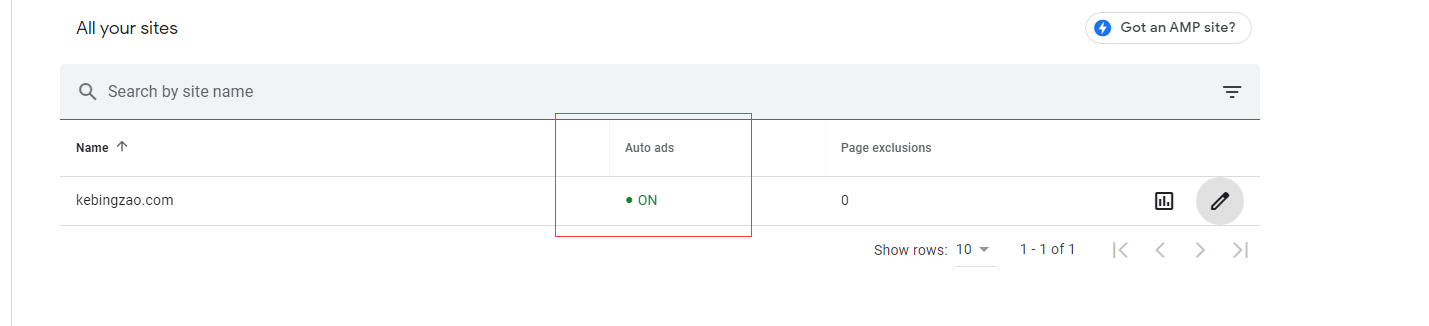 All your sites
Got an AMP site?
Search by site name
Name Auto ads Page exclusions
kebingzao.com ON 0
Show rows: 10 1 - 1 of 1